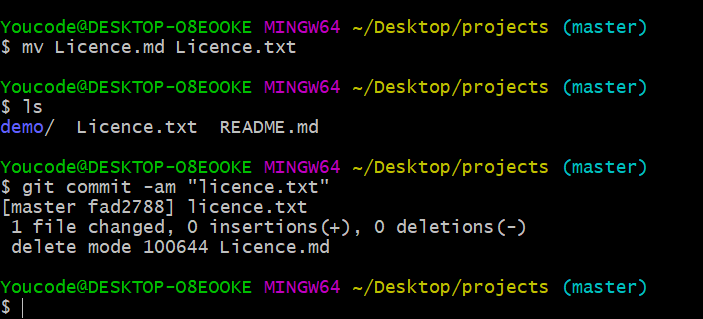 Youcode@DESKTOP-O8EOOKE MINGW64 ~/Desktop/projects (master)
$ mv Licence.md Licence.txt
Youcode@DESKTOP-O8EOOKE MINGW64 ~/Desktop/projects (master)
$ ls
demo/  Licence.txt  README.md
Youcode@DESKTOP-O8EOOKE MINGW64 ~/Desktop/projects (master)
$ git commit -am "licence.txt"
[master fad2788] licence.txt
 1 file changed, 0 insertions(+), 0 deletions(-)
 delete mode 100644 Licence.md
Youcode@DESKTOP-O8EOOKE MINGW64 ~/Desktop/projects (master)
$